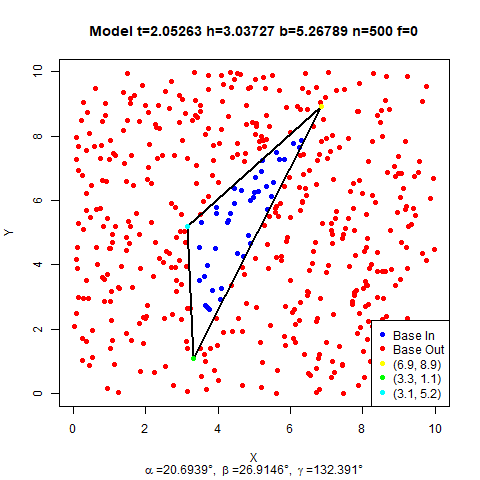 Model t=2.05263 h=3.03727 b=5.26789 n=500 f=0
10
8
6
4
2
0
Y
Base In
Base Out
(6.9, 8.9)
(3.3, 1.1)
(3.1, 5.2)
0 2 4 6 8 10
X
α=20.6939°, β=26.9146°, γ=132.391°